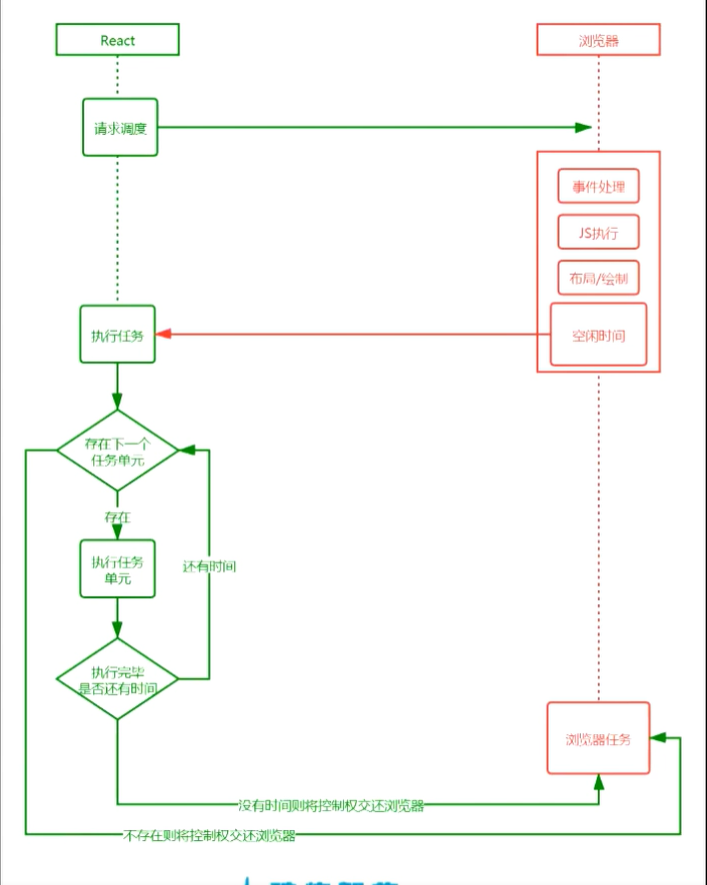 React
浏览器
请求调度
事件处理
JS执行
布局/绘制
执行任务
空闲时间
存在下一个
任务单元
存在
执行任务
单元
还有时间
执行完毕
是否还有时间
浏览器任务
没有时间则将控制权交还浏览器
不存在则将控制权交还浏览器